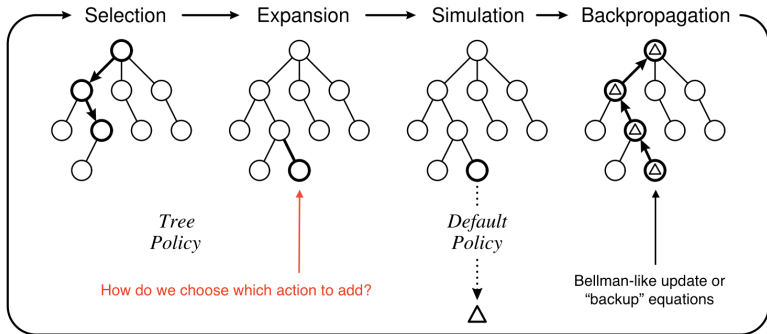 Selection
Expansion
Simulation
Backpropagation
Tree
Policy
Default
Policy
How do we choose which action to add?
Bellman-like update or
“backup” equations